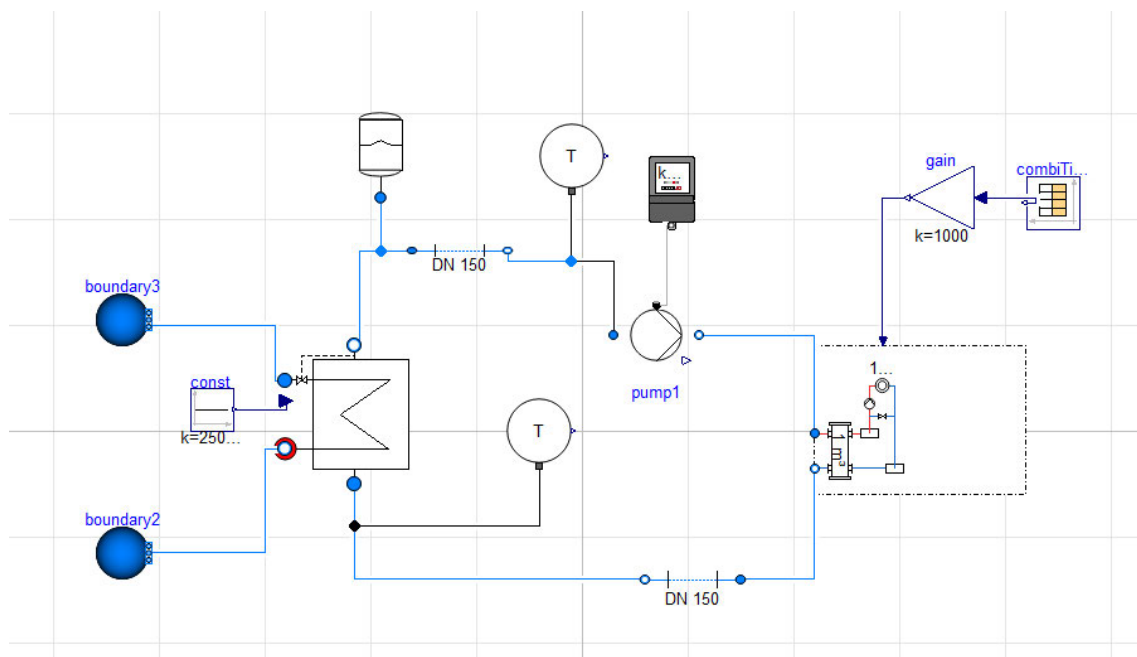 T
k...
gain
combiTi...
k=1000
DN 150
boundary3
const
k=250...
pump1
1...
T
boundary2
DN 150